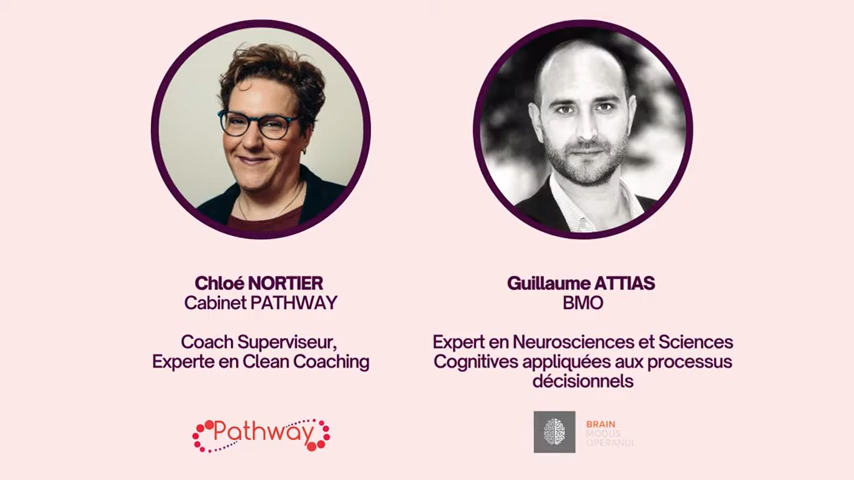 Chloé NORTIER
Cabinet PATHWAY
Coach Superviseur,
Experte en Clean Coaching
Pathway
Guillaume ATTIAS
BMO
Expert en Neurosciences et Sciences
Cognitives appliquées aux processus
décisionnels
BRAIN
MODUS
OPERANDI